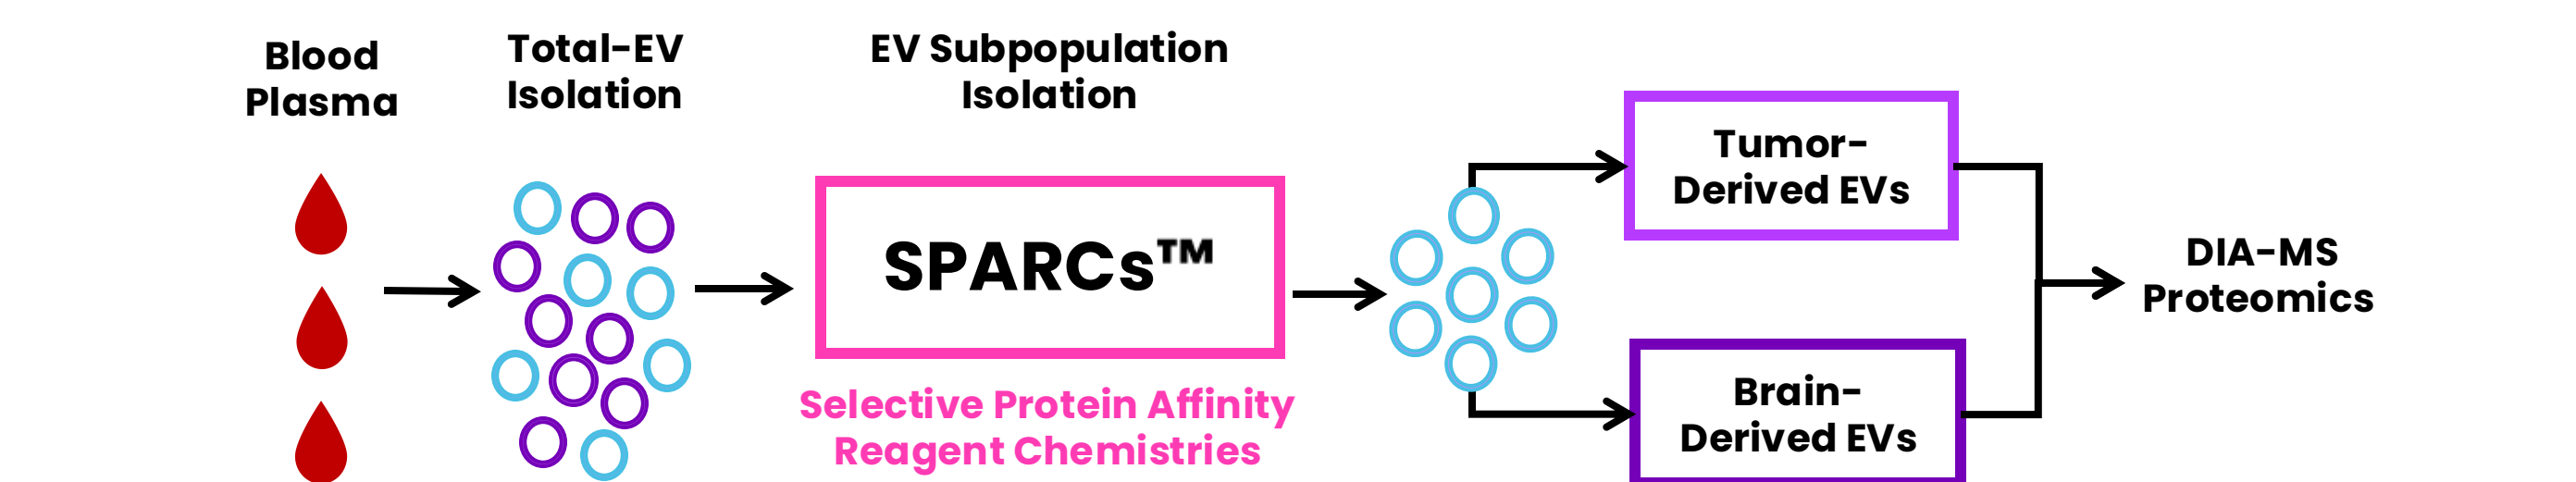 Blood
Plasma
Total-EV
Isolation
EV Subpopulation
Isolation
SPARCs™
Selective Protein Affinity
Reagent Chemistries
Tumor-
Derived EVs
Brain-
Derived EVs
DIA-MS
Proteomics